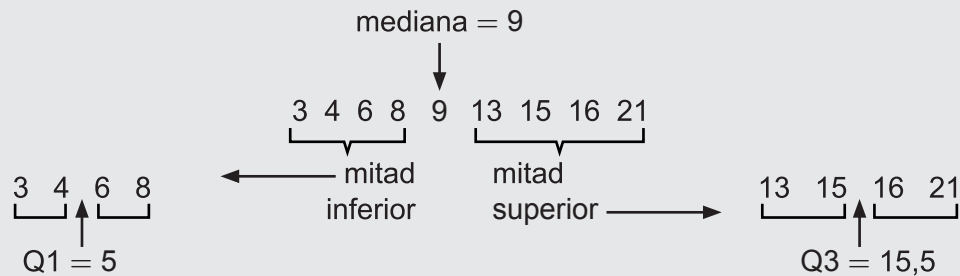 mediana = 9
3 4 6 8 9 13 15 16 21
mitad inferior
mitad superior
3 4 6 8
Q1 = 5
13 15 16 21
Q3 = 15,5